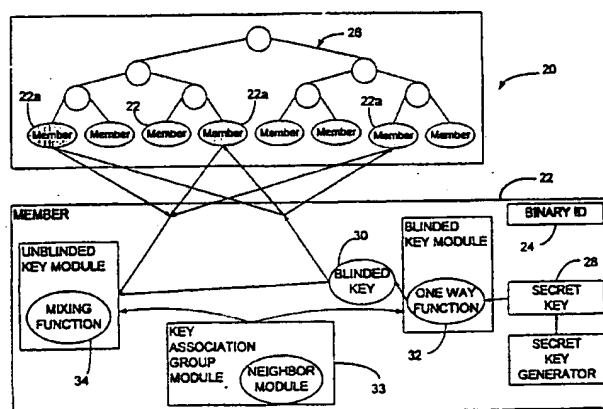 26
20
22a
22
22a
22a
Member
Member
Member
Member
Member
Member
Member
Member
22
MEMBER
BINARY ID
24
UNBLINDED
KEY MODULE
MIXING
FUNCTION
34
30
BLINDED
KEY
BLINDED
KEY MODULE
ONE WAY
FUNCTION
32
28
SECRET
KEY
SECRET
KEY
GENERATOR
KEY
ASSOCIATION
GROUP
MODULE
NEIGHBOR
MODULE
33